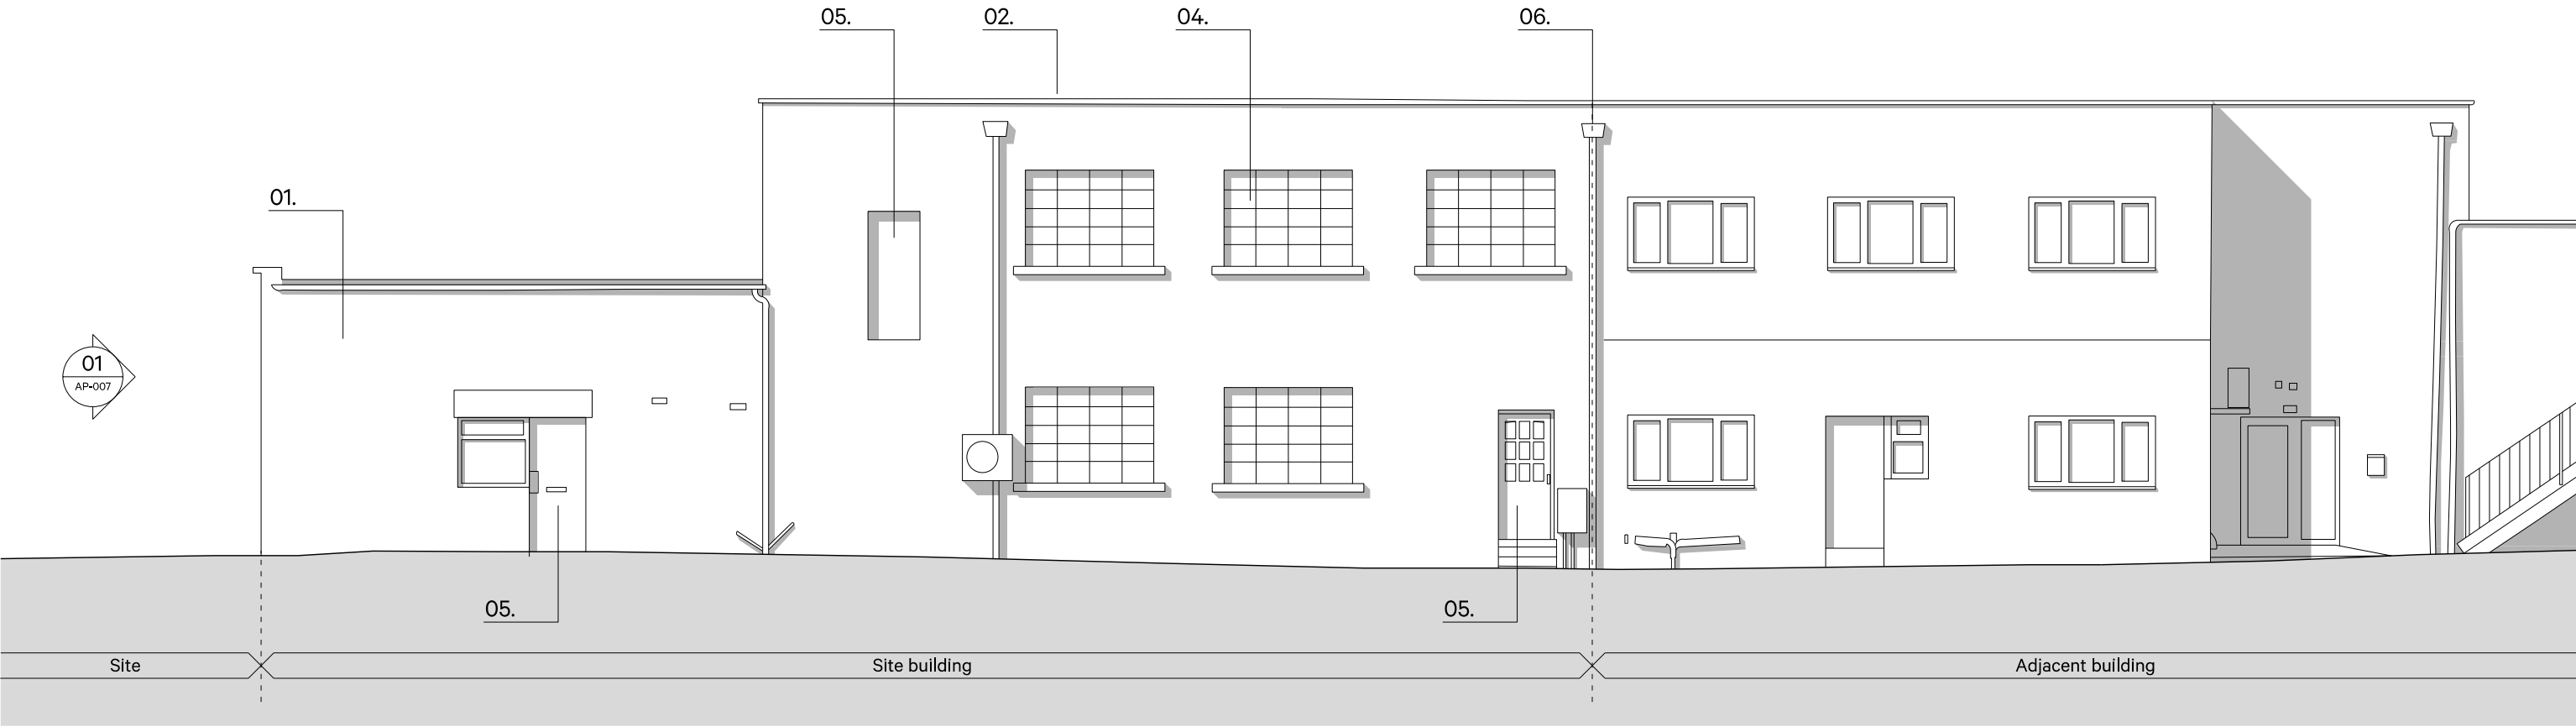 05.
02.
04.
06.
01.
01
AP-007
05.
05.
Site
Site building
Adjacent building